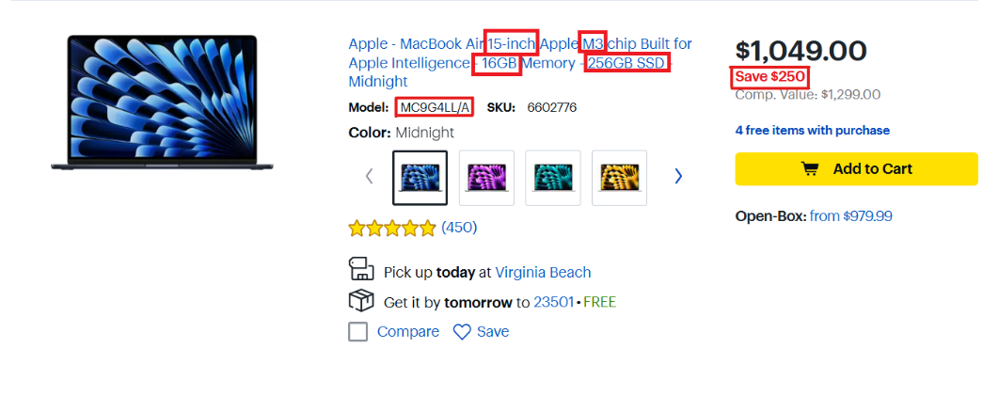 Apple - MacBook Air 15-inch Apple M3 chip Built for
Apple Intelligence - 16GB Memory - 256GB SSD -
Midnight
Model: MC9G4LL/A SKU: 6602776
Color: Midnight
(450)
Pick up today at Virginia Beach
Get it by tomorrow to 23501 • FREE
Compare Save
$1,049.00
Save $250
Comp. Value: $1,299.00
4 free items with purchase
Add to Cart
Open-Box: from $979.99